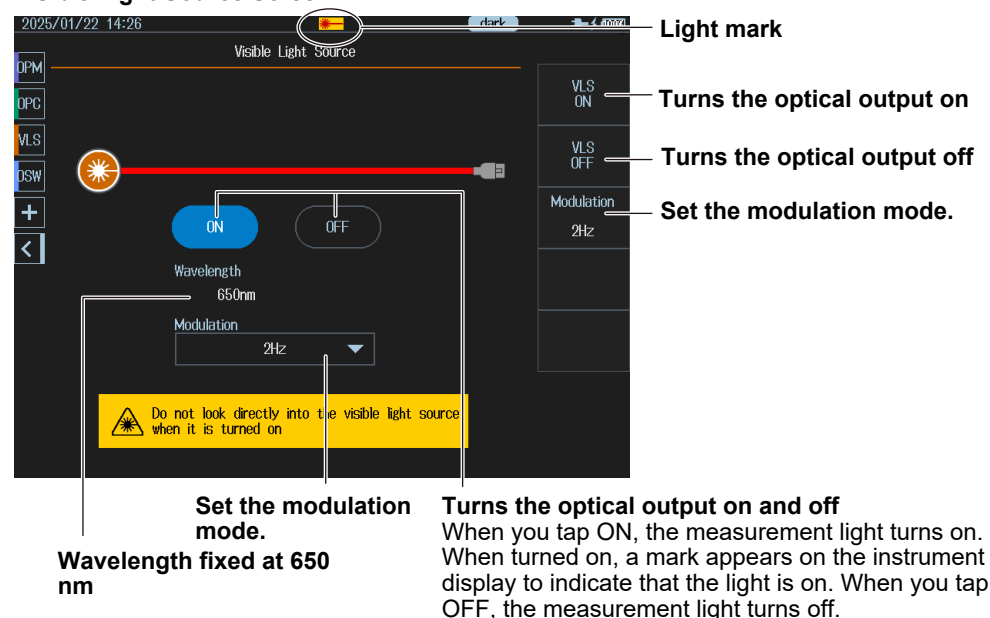 2025/01/22 14:26
dark
Light mark
Visible Light Source
OPM
OPC
VLS
OSW
VLS
ON
Turns the optical output on
VLS
OFF
Turns the optical output off
Modulation
2Hz
Set the modulation mode.
ON
OFF
Wavelength
650nm
Modulation
2Hz
Do not look directly into the visible light source
when it is turned on
Set the modulation
mode.
Wavelength fixed at 650
nm
Turns the optical output on and off
When you tap ON, the measurement light turns on.
When turned on, a mark appears on the instrument
display to indicate that the light is on. When you tap
OFF, the measurement light turns off.